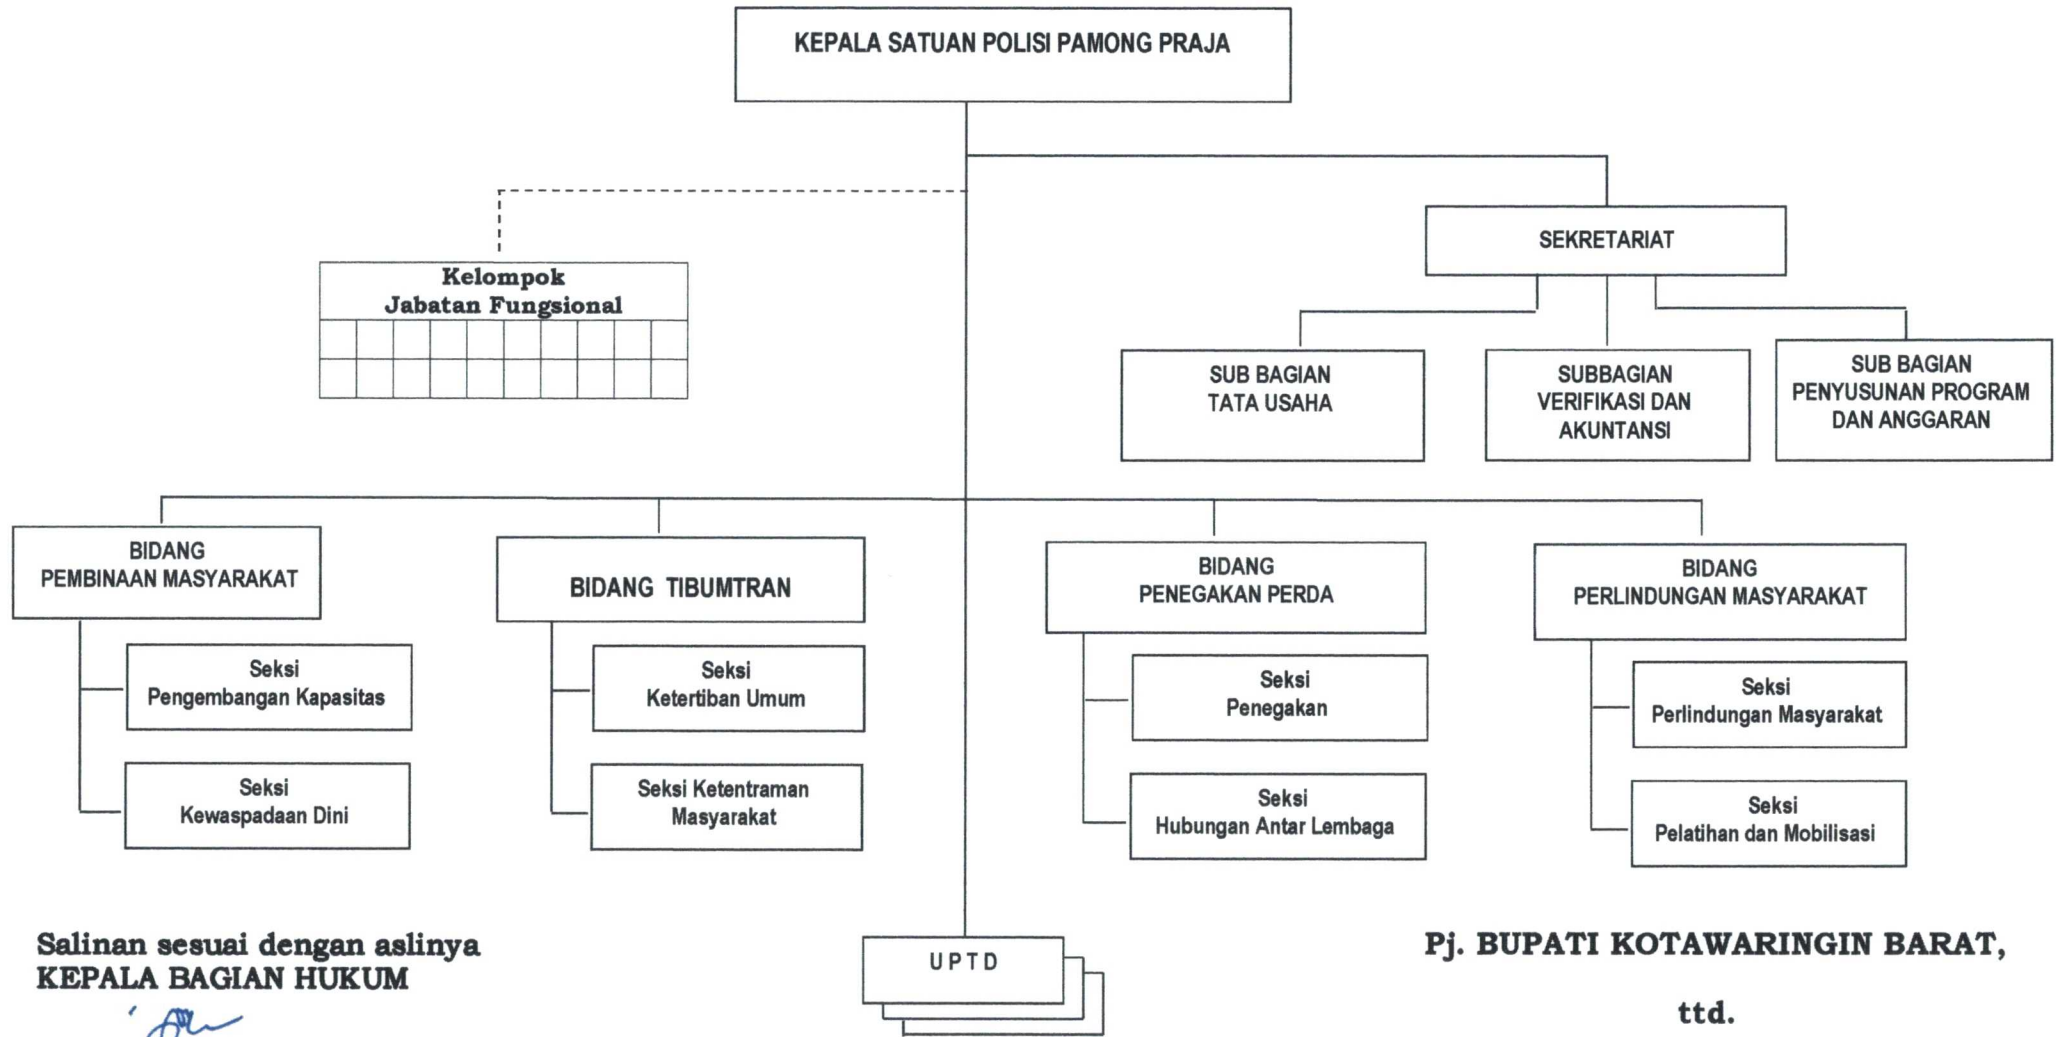 KEPALA SATUAN POLISI PAMONG PRAJA
SEKRETARIAT
Kelompok
Jabatan Fungsional
SUB BAGIAN
TATA USAHA
SUBBAGIAN
VERIFIKASI DAN
AKUNTANSI
SUB BAGIAN
PENYUSUNAN PROGRAM
DAN ANGGARAN
BIDANG
PEMBINAAN MASYARAKAT
Seksi
Pengembangan Kapasitas
Seksi
Kewaspadaan Dini
BIDANG TIBUMTRAN
Seksi
Ketertiban Umum
Seksi Ketentraman
Masyarakat
BIDANG
PENEGAKAN PERDA
Seksi
Penegakan
Seksi
Hubungan Antar Lembaga
BIDANG
PERLINDUNGAN MASYARAKAT
Seksi
Perlindungan Masyarakat
Seksi
Pelatihan dan Mobilisasi
UPTD
Salinan sesuai dengan aslinya
KEPALA BAGIAN HUKUM
Pj. BUPATI KOTAWARINGIN BARAT,
ttd.